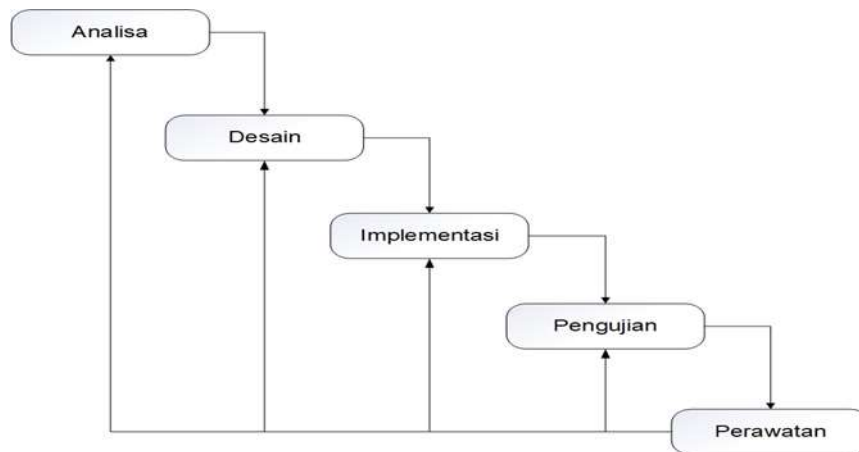 Analisa
Desain
Implementasi
Pengujian
Perawatan